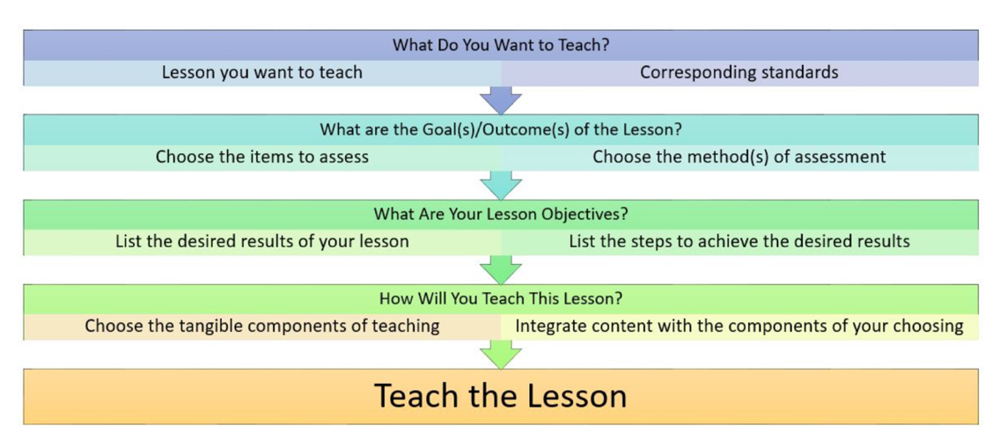 What Do You Want to Teach?
Lesson you want to teach
Corresponding standards
What are the Goal(s)/Outcome(s) of the Lesson?
Choose the items to assess
Choose the method(s) of assessment
What Are Your Lesson Objectives?
List the desired results of your lesson
List the steps to achieve the desired results
How Will You Teach This Lesson?
Choose the tangible components of teaching
Integrate content with the components of your choosing
Teach the Lesson